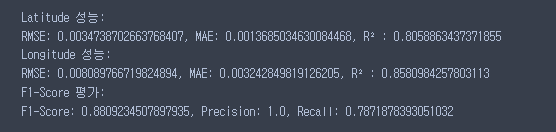 Latitude 성능:
RMSE: 0.0034738702663768407, MAE: 0.0013685034630084468, R² : 0.8058863437371855
Longitude 성능:
RMSE: 0.008089766719824894, MAE: 0.003242849819126205, R² : 0.8580984257803113
F1-Score 평가:
F1-Score: 0.8809234507897935, Precision: 1.0, Recall: 0.7871878393051032